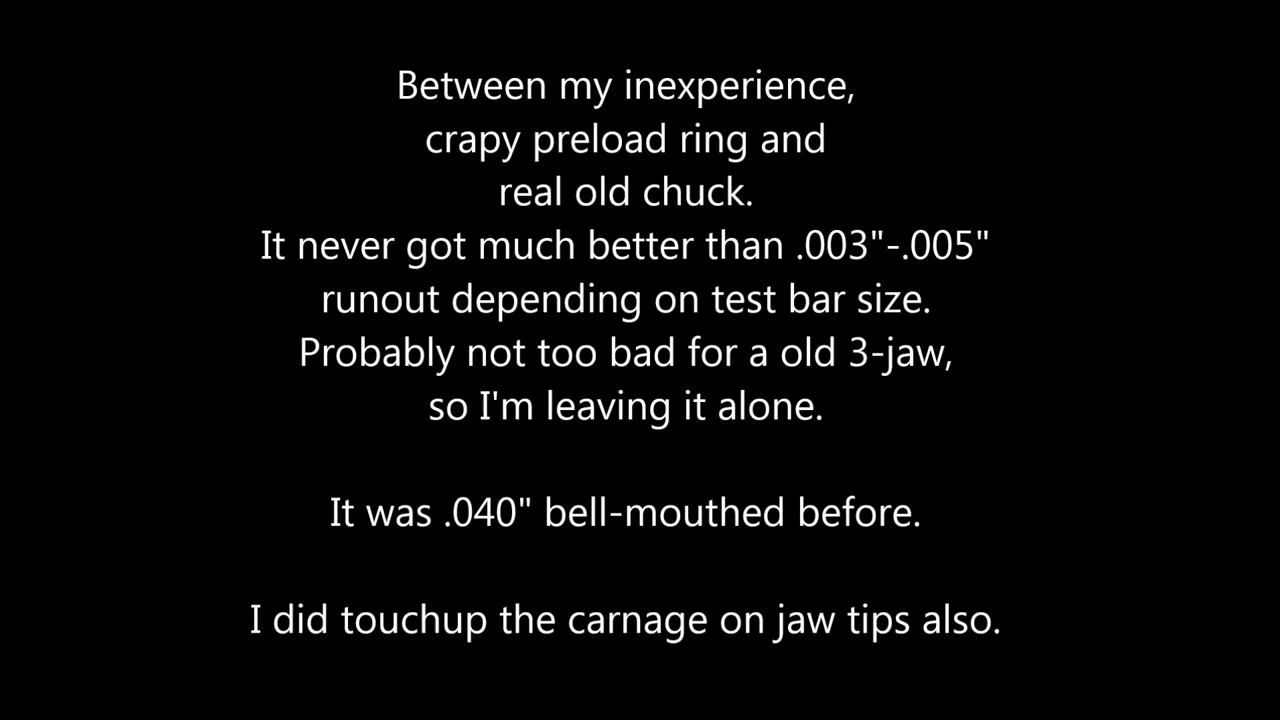 Between my inexperience,
crapy preload ring and
real old chuck.
It never got much better than .003"-.005"
runout depending on test bar size.
Probably not too bad for a old 3-jaw,
so I'm leaving it alone.
It was .040" bell-mouthed before.
I did touchup the carnage on jaw tips also.